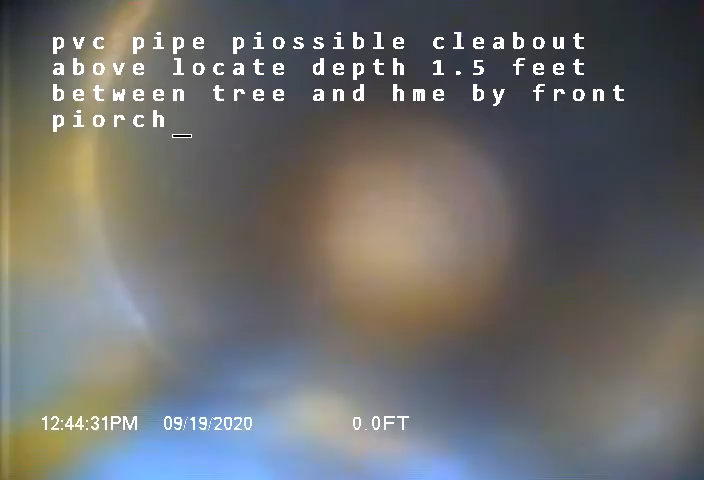 pvc pipe piossible cleabout
above locate depth 1.5 feet
between tree and hme by front
piorch_
12:44:31PM 09/19/2020 0.0FT